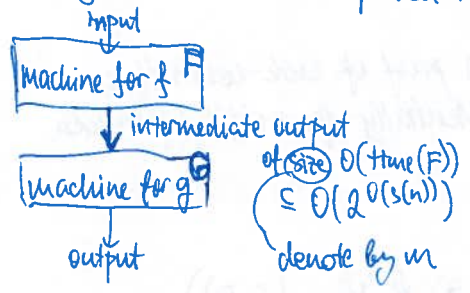 input
machine for f F
intermediate output
of size O(time(F))
machine for g G
⊆ O(2^{O(s(n))})
output
denote by m